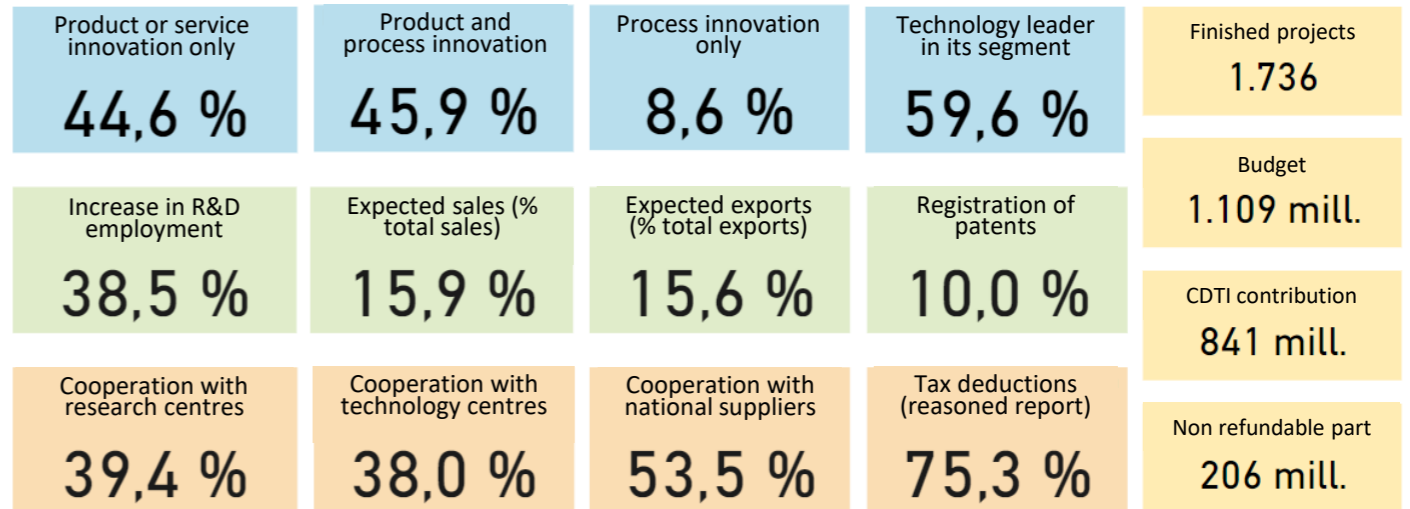 Product or service
innovation only
44,6 %
Product and
process innovation
45,9 %
Process innovation
only
8,6 %
Technology leader
in its segment
59,6 %
Finished projects
1.736
Budget
1.109 mill.
Increase in R&D
employment
38,5 %
Expected sales (%
total sales)
15,9 %
Expected exports
(% total exports)
15,6 %
Registration of
patents
10,0 %
CDTI contribution
841 mill.
Cooperation with
research centres
39,4 %
Cooperation with
technology centres
38,0 %
Cooperation with
national suppliers
53,5 %
Tax deductions
(reasoned report)
75,3 %
Non refundable part
206 mill.